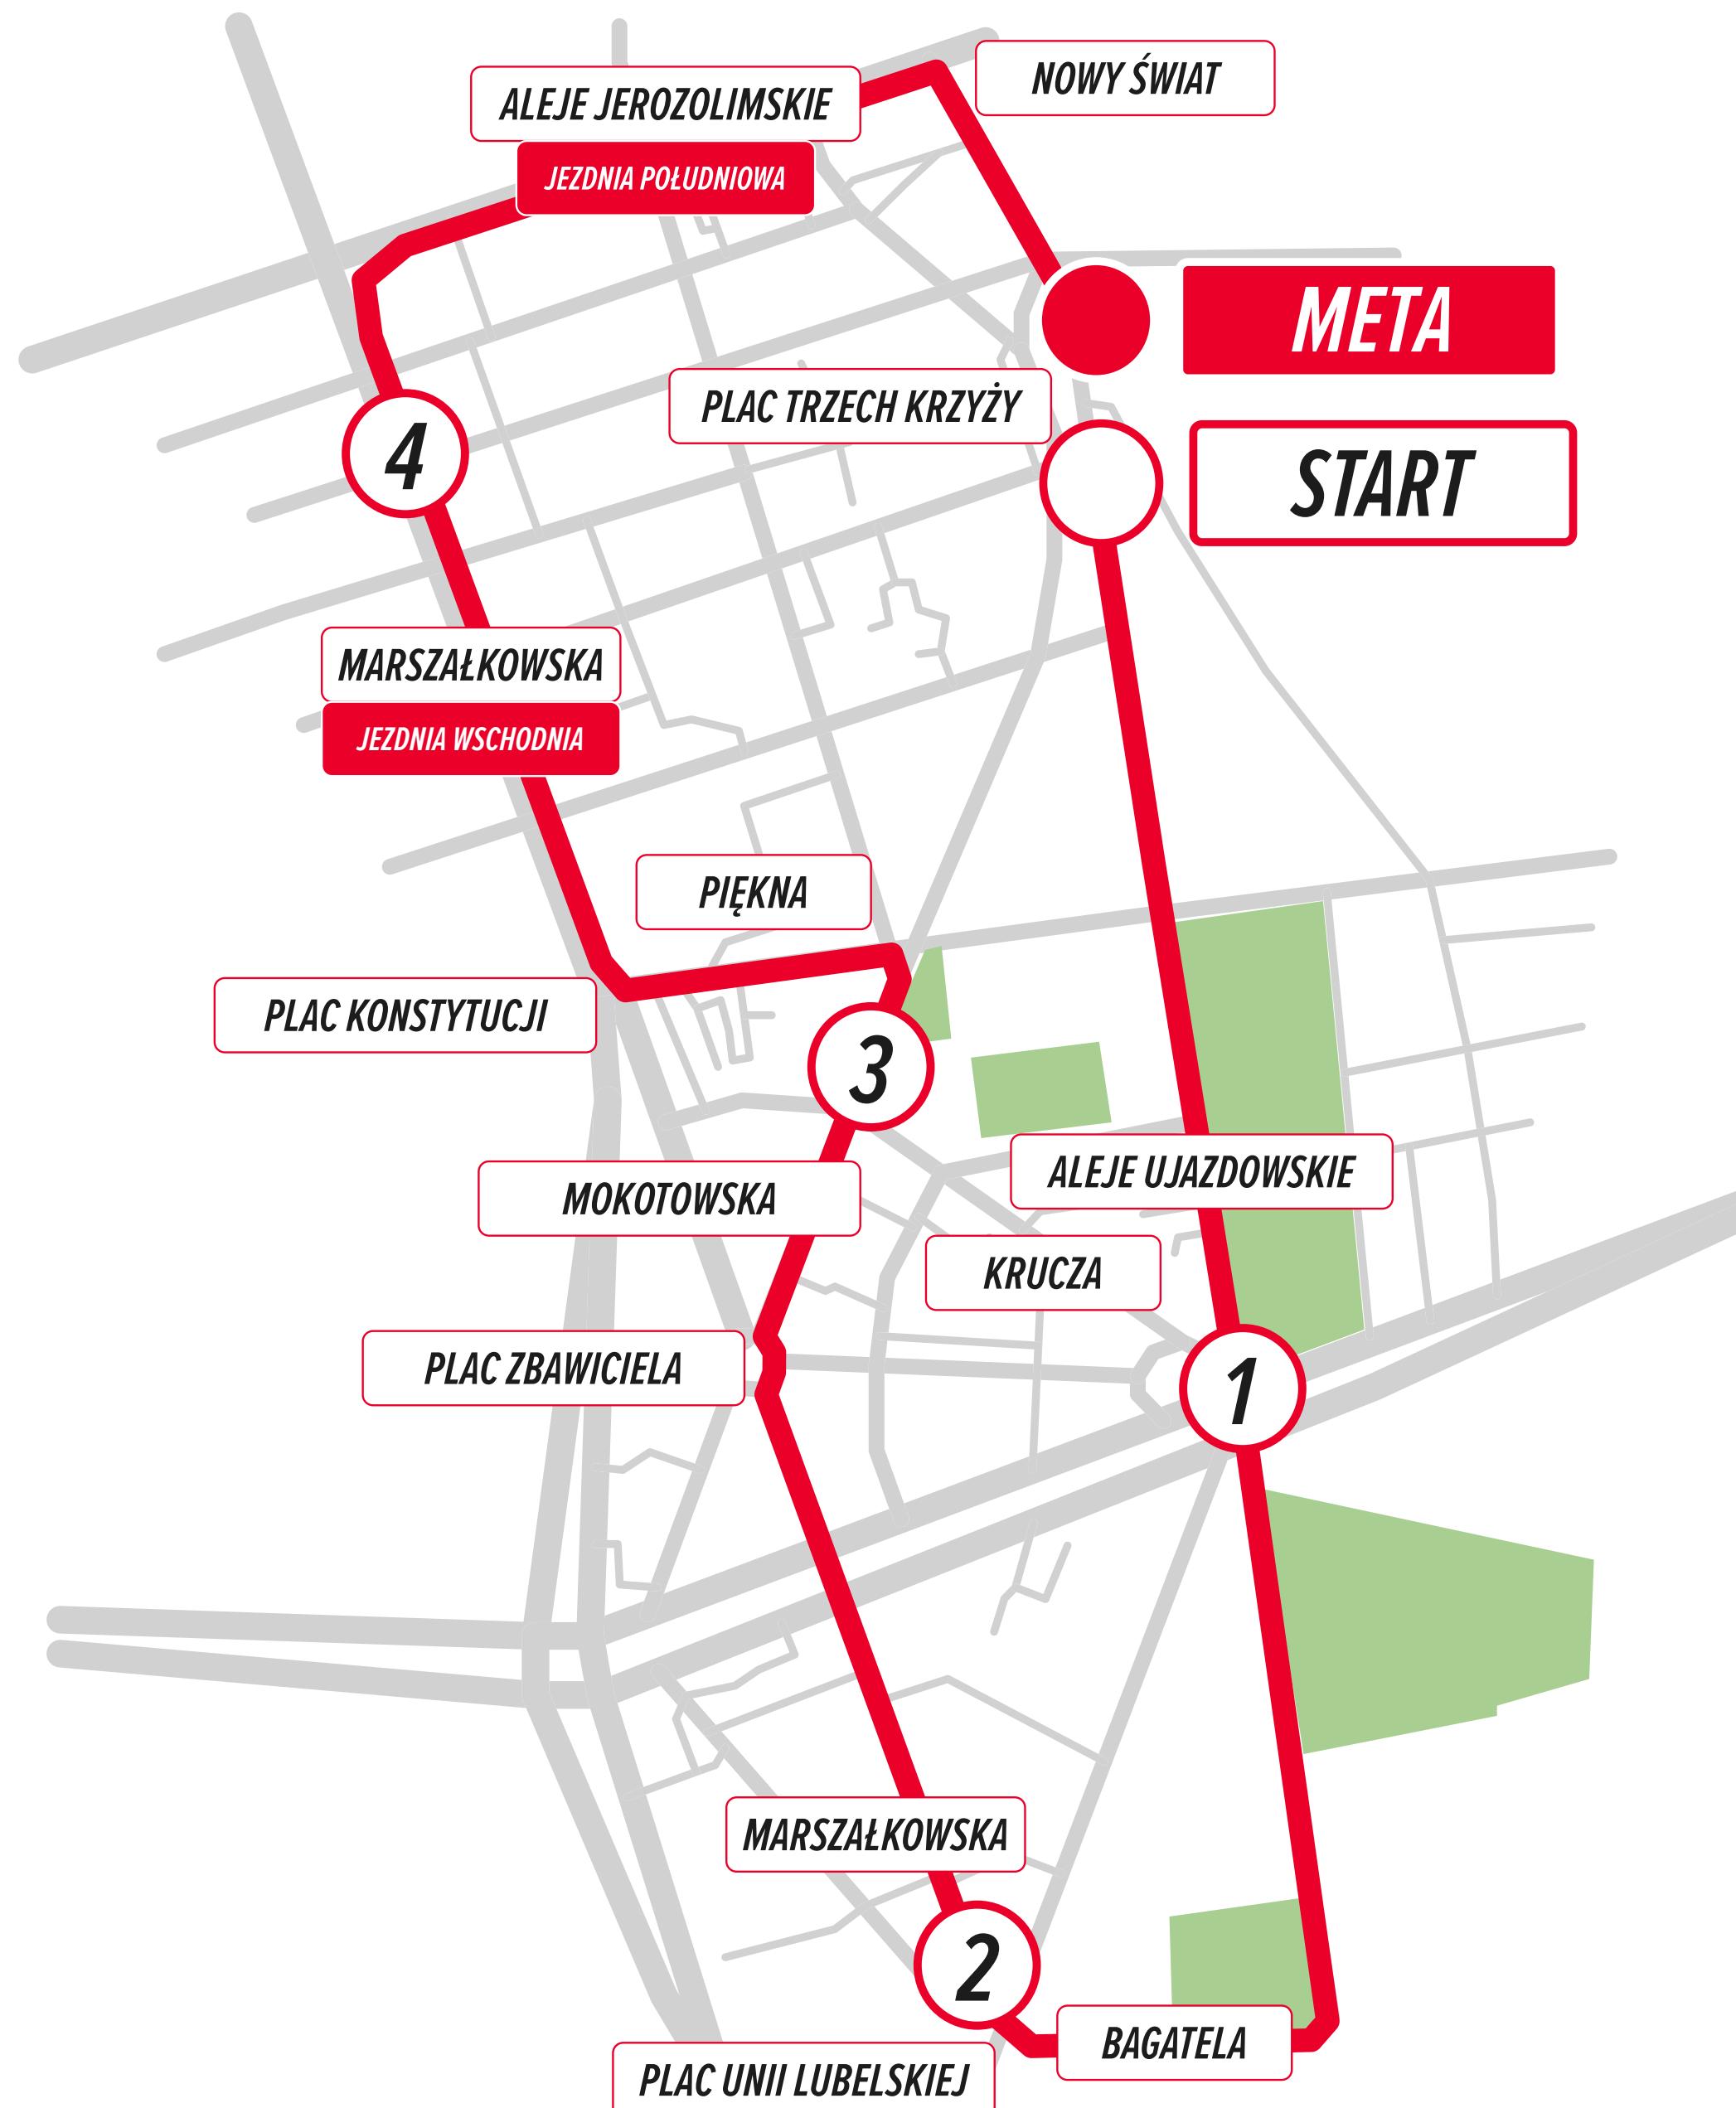 NOWY ŚWIAT
ALEJE JEROZOLIMSKIE
JEZDNIA POŁUDNIOWA
META
PLAC TRZECH KRZYŻY
4
START
MARSZAŁKOWSKA
JEZDNIA WSCHODNIA
PIĘKNA
PLAC KONSTYTUCJI
3
ALEJE UJAZDOWSKIE
MOKOTOWSKA
KRUCZA
PLAC ZBAWICIELA
1
MARSZAŁKOWSKA
2
BAGATELA
PLAC UNII LUBELSKIEJ